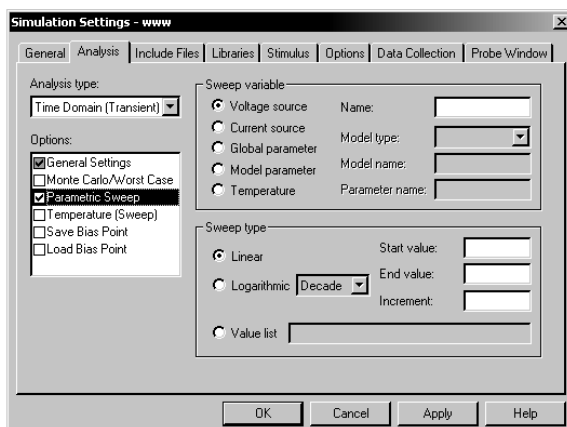 Simulation Settings - www
General Analysis Include Files Libraries Stimulus Options Data Collection Probe Window
Analysis type:
Time Domain (Transient)
Options:
General Settings
Monte Carlo/Worst Case
Parametric Sweep
Temperature (Sweep)
Save Bias Point
Load Bias Point
Sweep variable
Voltage source
Current source
Global parameter
Model parameter
Temperature
Name:
Model type:
Model name:
Parameter name:
Sweep type
Linear
Logarithmic Decade
Value list
Start value:
End value:
Increment:
OK Cancel Apply Help